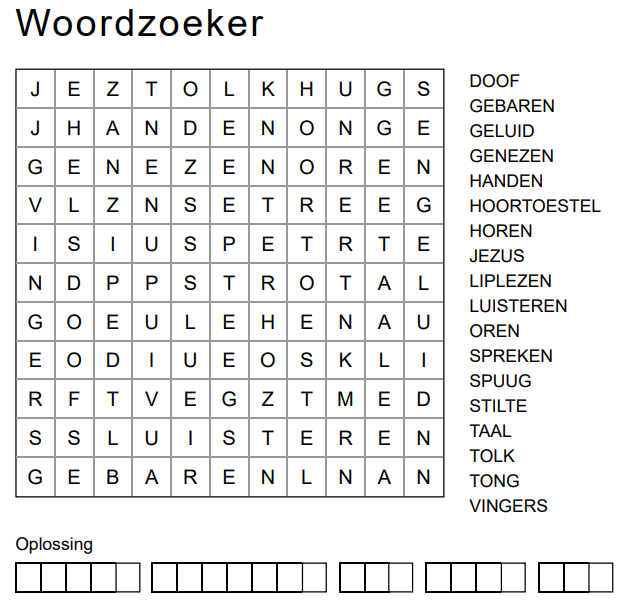 Woordzoeker
J E Z T O L K H U G S
J H A N D E N O N G E
G E N E Z E N O R E N
V L Z N S E T R E E G
I S I U S P E T R T E
N D P P S T R O T A L
G O E U L E H E N A U
E O D I U E O S K L I
R F T V E G Z T M E D
S S L U I S T E R E N
G E B A R E N L N A N
DOOF
GEBAREN
GELUID
GENEZEN
HANDEN
HOORTOESTEL
HOREN
JEZUS
LIPLEZEN
LUISTEREN
OREN
SPREKEN
SPUUG
STILTE
TAAL
TOLK
TONG
VINGERS
Oplossing